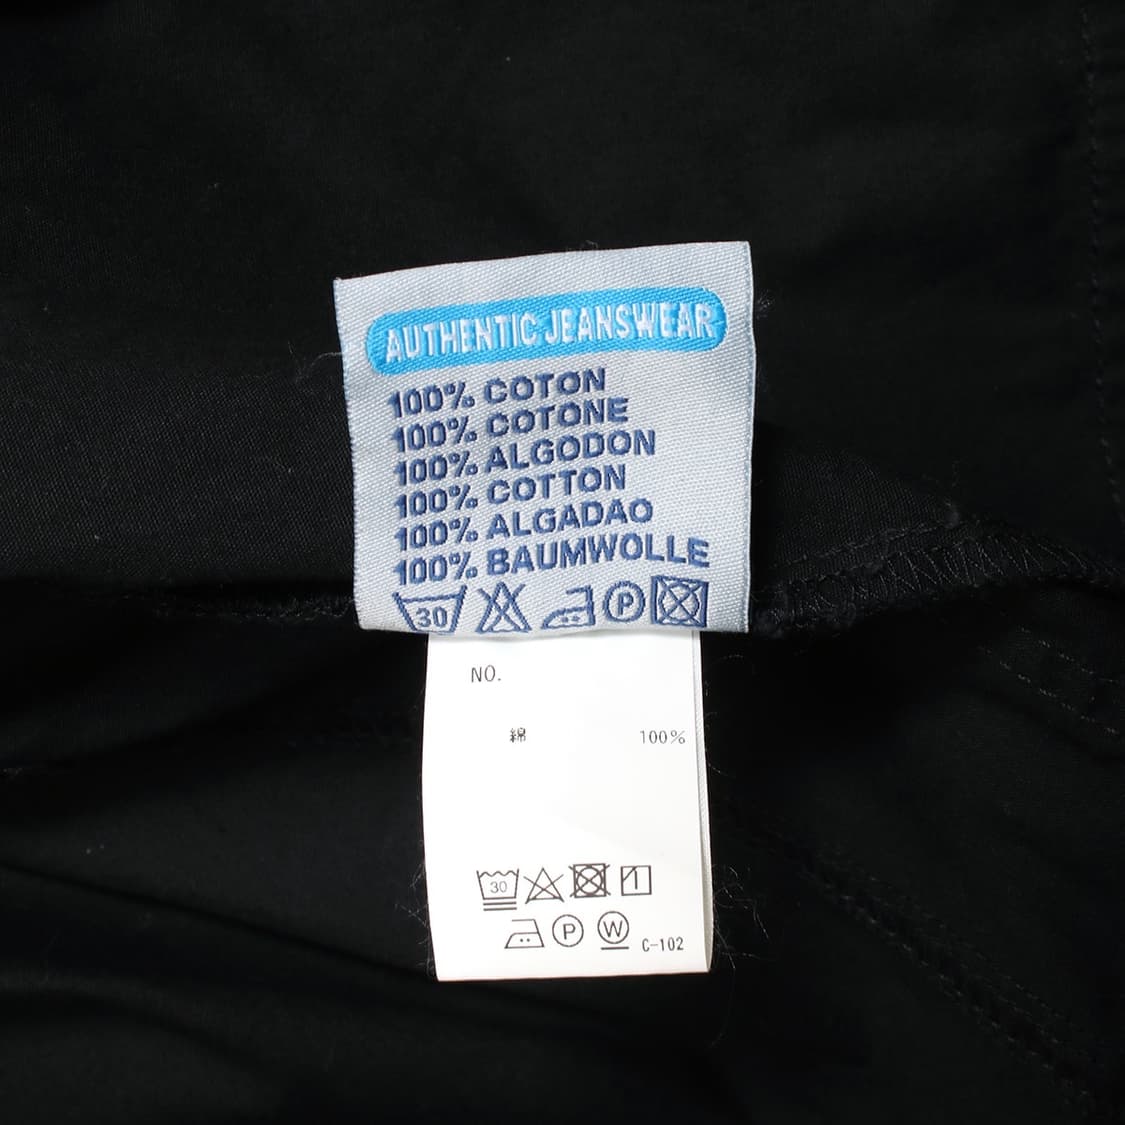 AUTHENTIC JEANSWEAR
100% COTON
100% COTONE
100% ALGODON
100% COTTON
100% ALGADAO
100% BAUMWOLLE
30 P
NO.
綿 100%
30
P W C-102